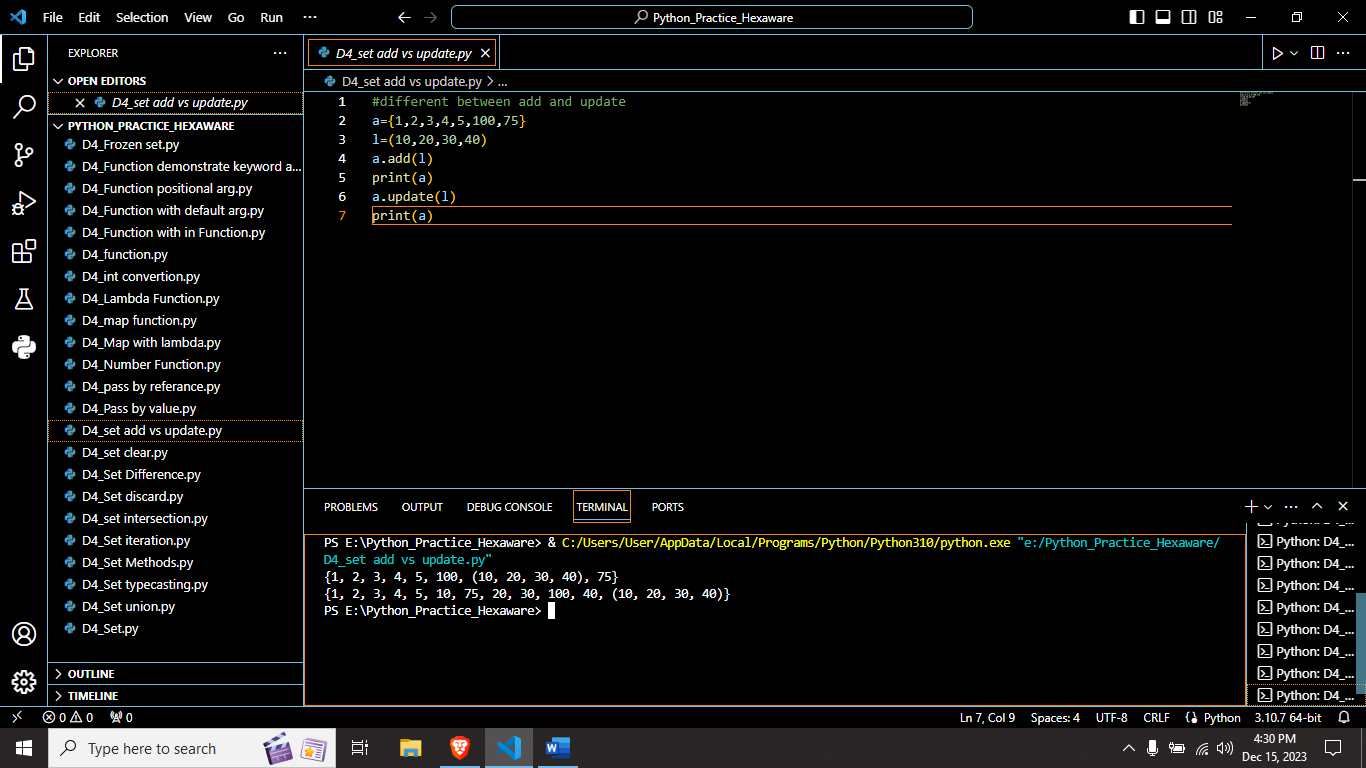 File Edit Selection View Go Run ··· Python_Practice_Hexaware
EXPLORER ···
OPEN EDITORS
D4_set add vs update.py
PYTHON_PRACTICE_HEXAWARE
D4_Frozen set.py
D4_Function demonstrate keyword a...
D4_Function positional arg.py
D4_Function with default arg.py
D4_Function with in Function.py
D4_function.py
D4_int convertion.py
D4_Lambda Function.py
D4_map function.py
D4_Map with lambda.py
D4_Number Function.py
D4_pass by referance.py
D4_Pass by value.py
D4_set add vs update.py
D4_set clear.py
D4_Set Difference.py
D4_Set discard.py
D4_set intersection.py
D4_Set iteration.py
D4_Set Methods.py
D4_Set typecasting.py
D4_Set union.py
D4_Set.py
OUTLINE
TIMELINE
D4_set add vs update.py
D4_set add vs update.py > ...
1 #different between add and update
2 a={1,2,3,4,5,100,75}
3 l=(10,20,30,40)
4 a.add(l)
5 print(a)
6 a.update(l)
7 print(a)
PROBLEMS OUTPUT DEBUG CONSOLE TERMINAL PORTS
PS E:\Python_Practice_Hexaware> & C:/Users/User/AppData/Local/Programs/Python/Python310/python.exe "e:/Python_Practice_Hexaware/
D4_set add vs update.py"
{1, 2, 3, 4, 5, 100, (10, 20, 30, 40), 75}
{1, 2, 3, 4, 5, 10, 75, 20, 30, 100, 40, (10, 20, 30, 40)}
PS E:\Python_Practice_Hexaware>
Python: D4_...
Python: D4_...
Python: D4_...
Python: D4_...
Python: D4_...
Python: D4_...
Python: D4_...
Python: D4_...
0 0 0 Ln 7, Col 9 Spaces: 4 UTF-8 CRLF Python 3.10.7 64-bit
Type here to search
4:30 PM
Dec 15, 2023